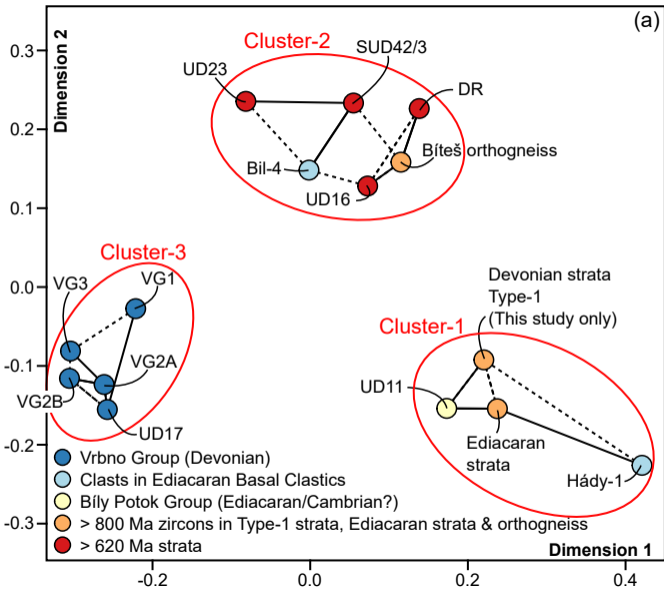 (a)
Dimension 2
0.3
0.2
0.1
0.0
-0.1
-0.2
-0.3
Cluster-2
SUD42/3
UD23
DR
Bíteš orthogneiss
Bil-4
UD16
Cluster-3
VG3
VG1
VG2A
VG2B
UD17
Devonian strata
Type-1
(This study only)
Cluster-1
UD11
Ediacaran
strata
Hády-1
Vrbno Group (Devonian)
Clasts in Ediacaran Basal Clastics
Bíly Potok Group (Ediacaran/Cambrian?)
> 800 Ma zircons in Type-1 strata, Ediacaran strata & orthogneiss
> 620 Ma strata
Dimension 1
-0.2
0.0
0.2
0.4